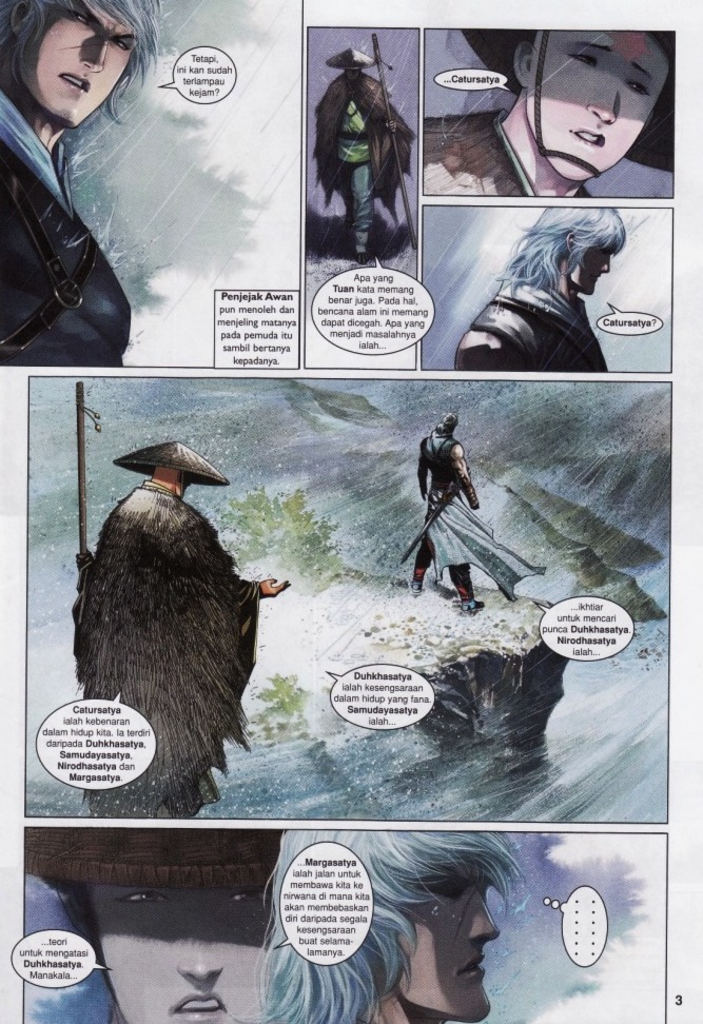 Tetapi,
ini kan sudah
terlampau
kejam?
Penjejak Awan
pun menoleh dan
menjeling matanya
pada pemuda itu
sambil bertanya
kepadanya.
Apa yang
Tuan kata memang
benar juga. Pada hal,
bencana alam ini memang
dapat dicegah. Apa yang
menjadi masalahnya
ialah...
...Catursatya
Catursatya?
Catursatya
ialah kebenaran
dalam hidup kita. Ia terdiri
daripada Duhkhasatya,
Samudayasatya,
Nirodhasatya dan
Margasatya.
Duhkhasatya
ialah kesengsaraan
dalam hidup yang fana.
Samudayasatya
ialah...
...ikhtiar
untuk mencari
punca Duhkhasatya.
Nirodhasatya
ialah...
...teori
untuk mengatasi
Duhkhasatya.
Manakala...
...Margasatya
ialah jalan untuk
membawa kita ke
nirwana di mana kita
akan membebaskan
diri daripada segala
kesengsaraan
buat selama-
lamanya.
3